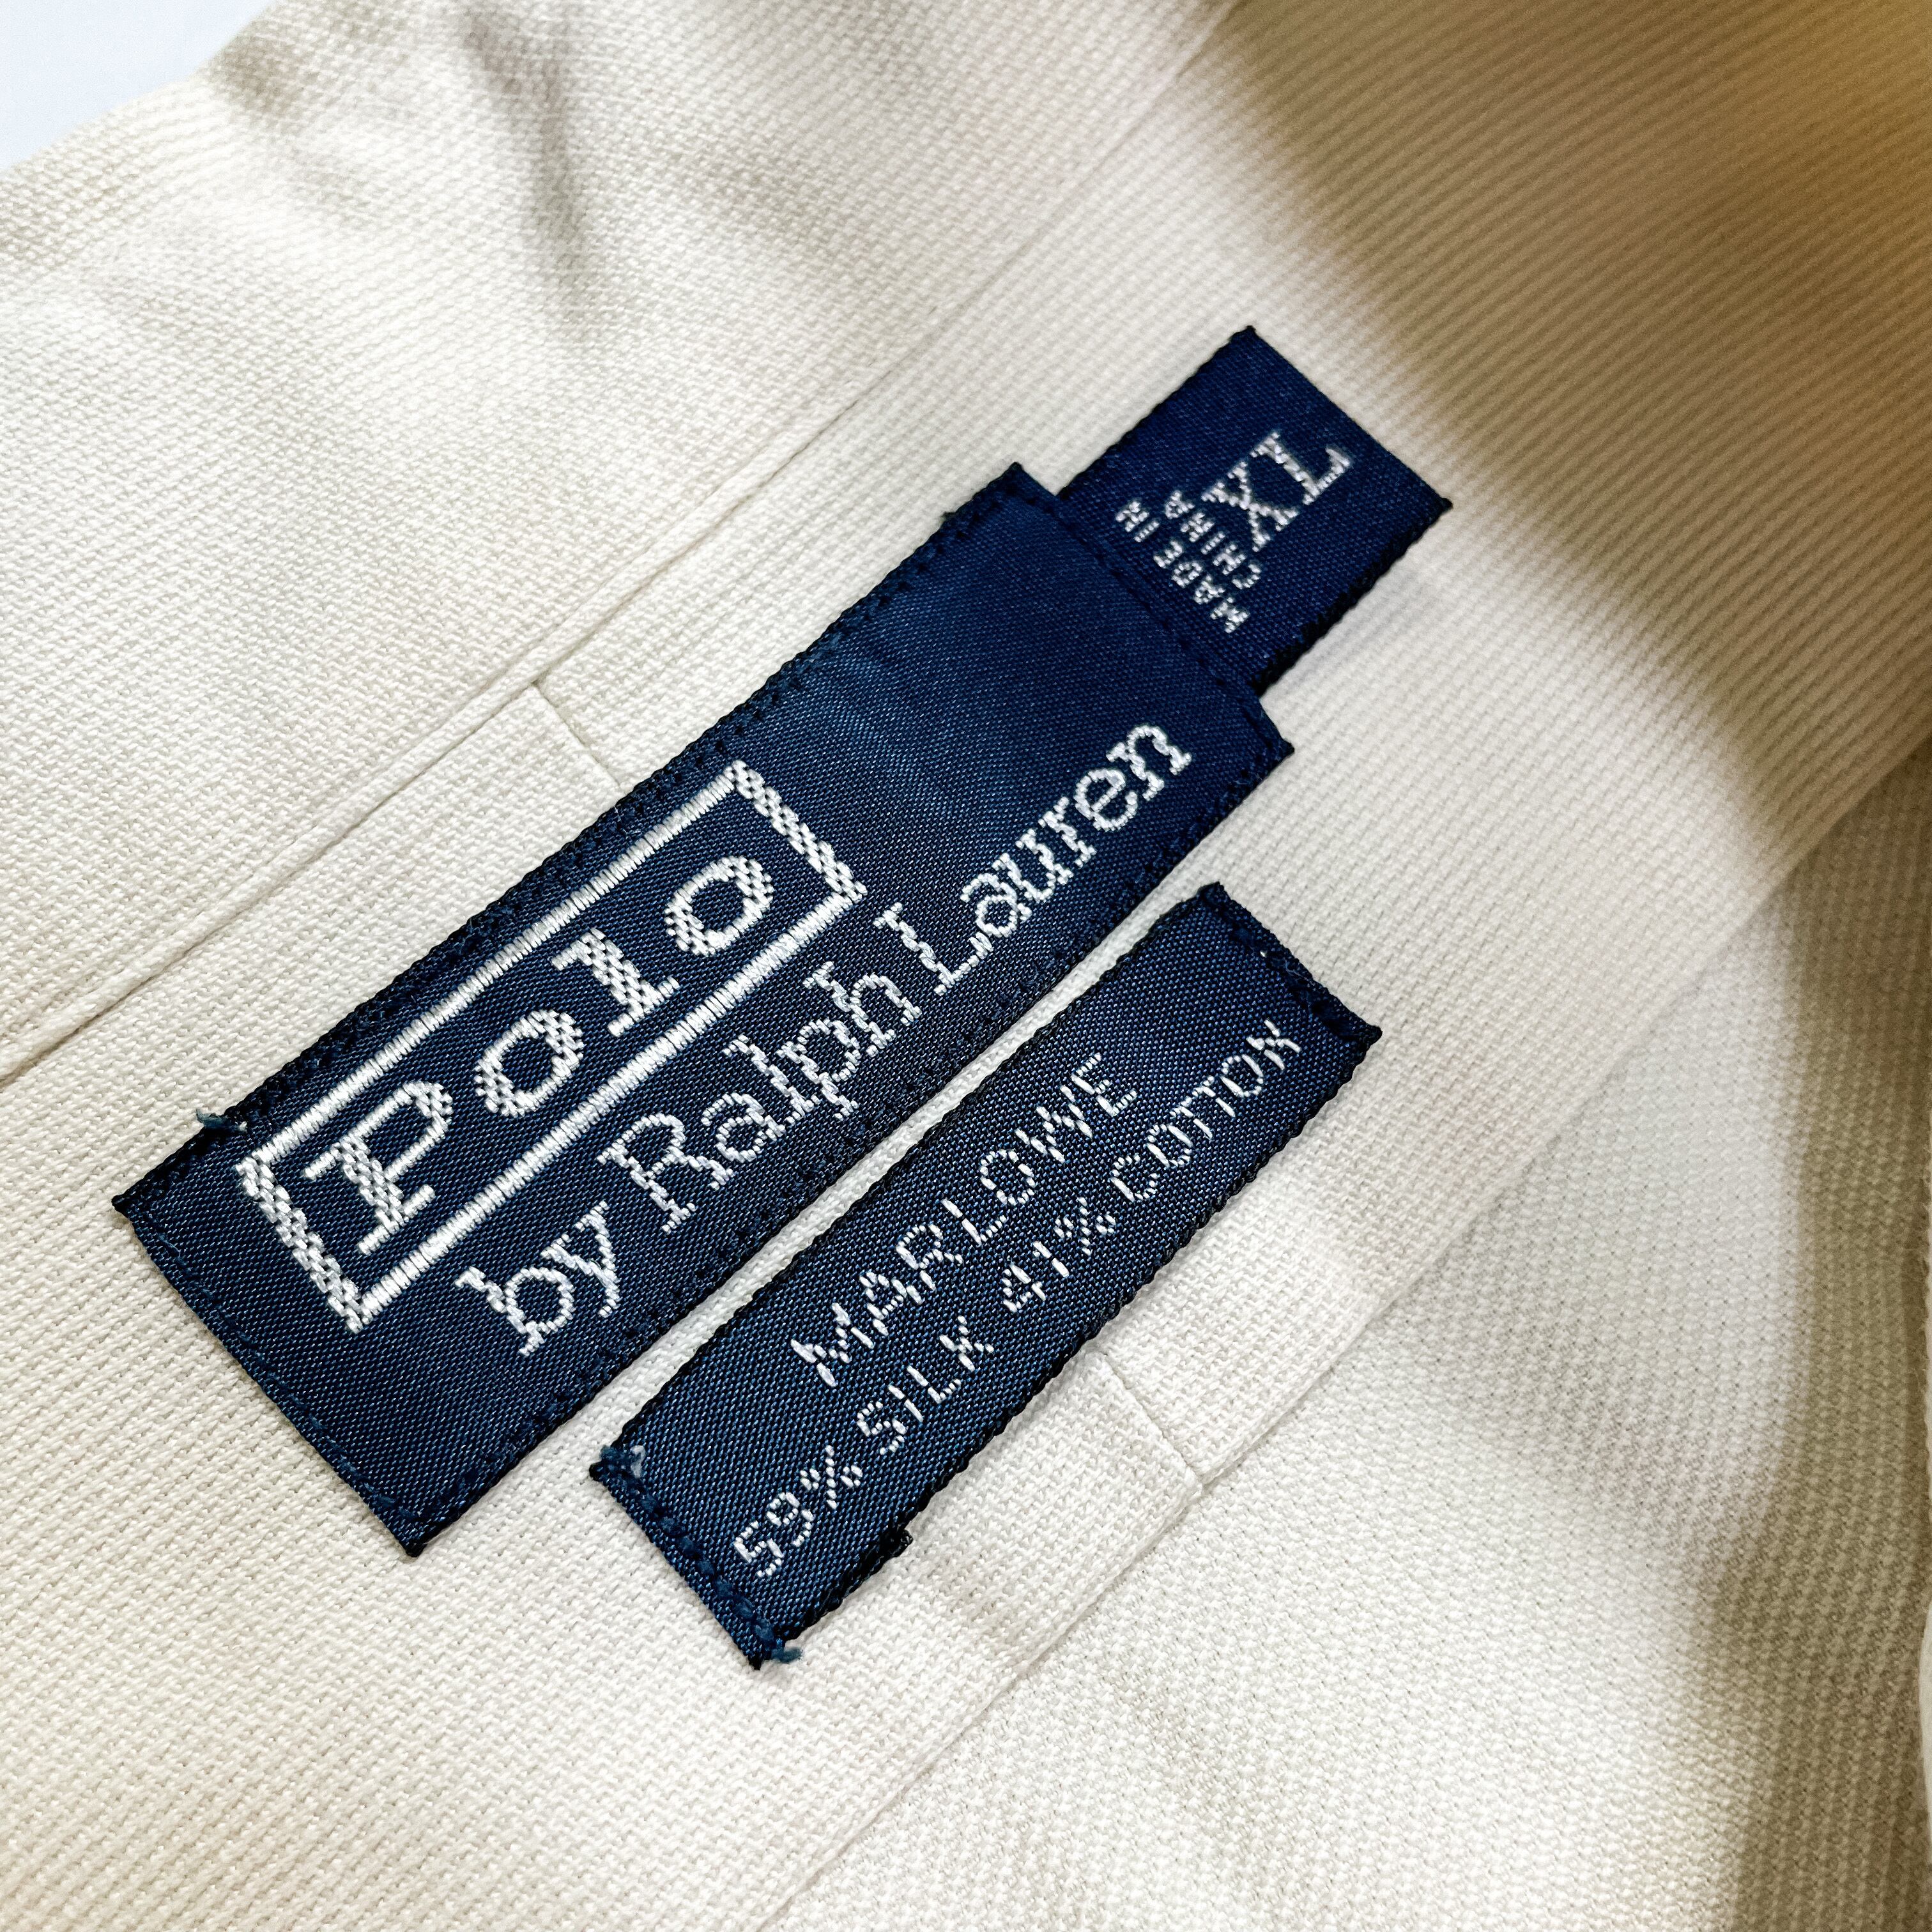 Polo
by Ralph Lauren
MADE IN
CHINA
XL
MARLOWE
59% SILK 41% COTTON